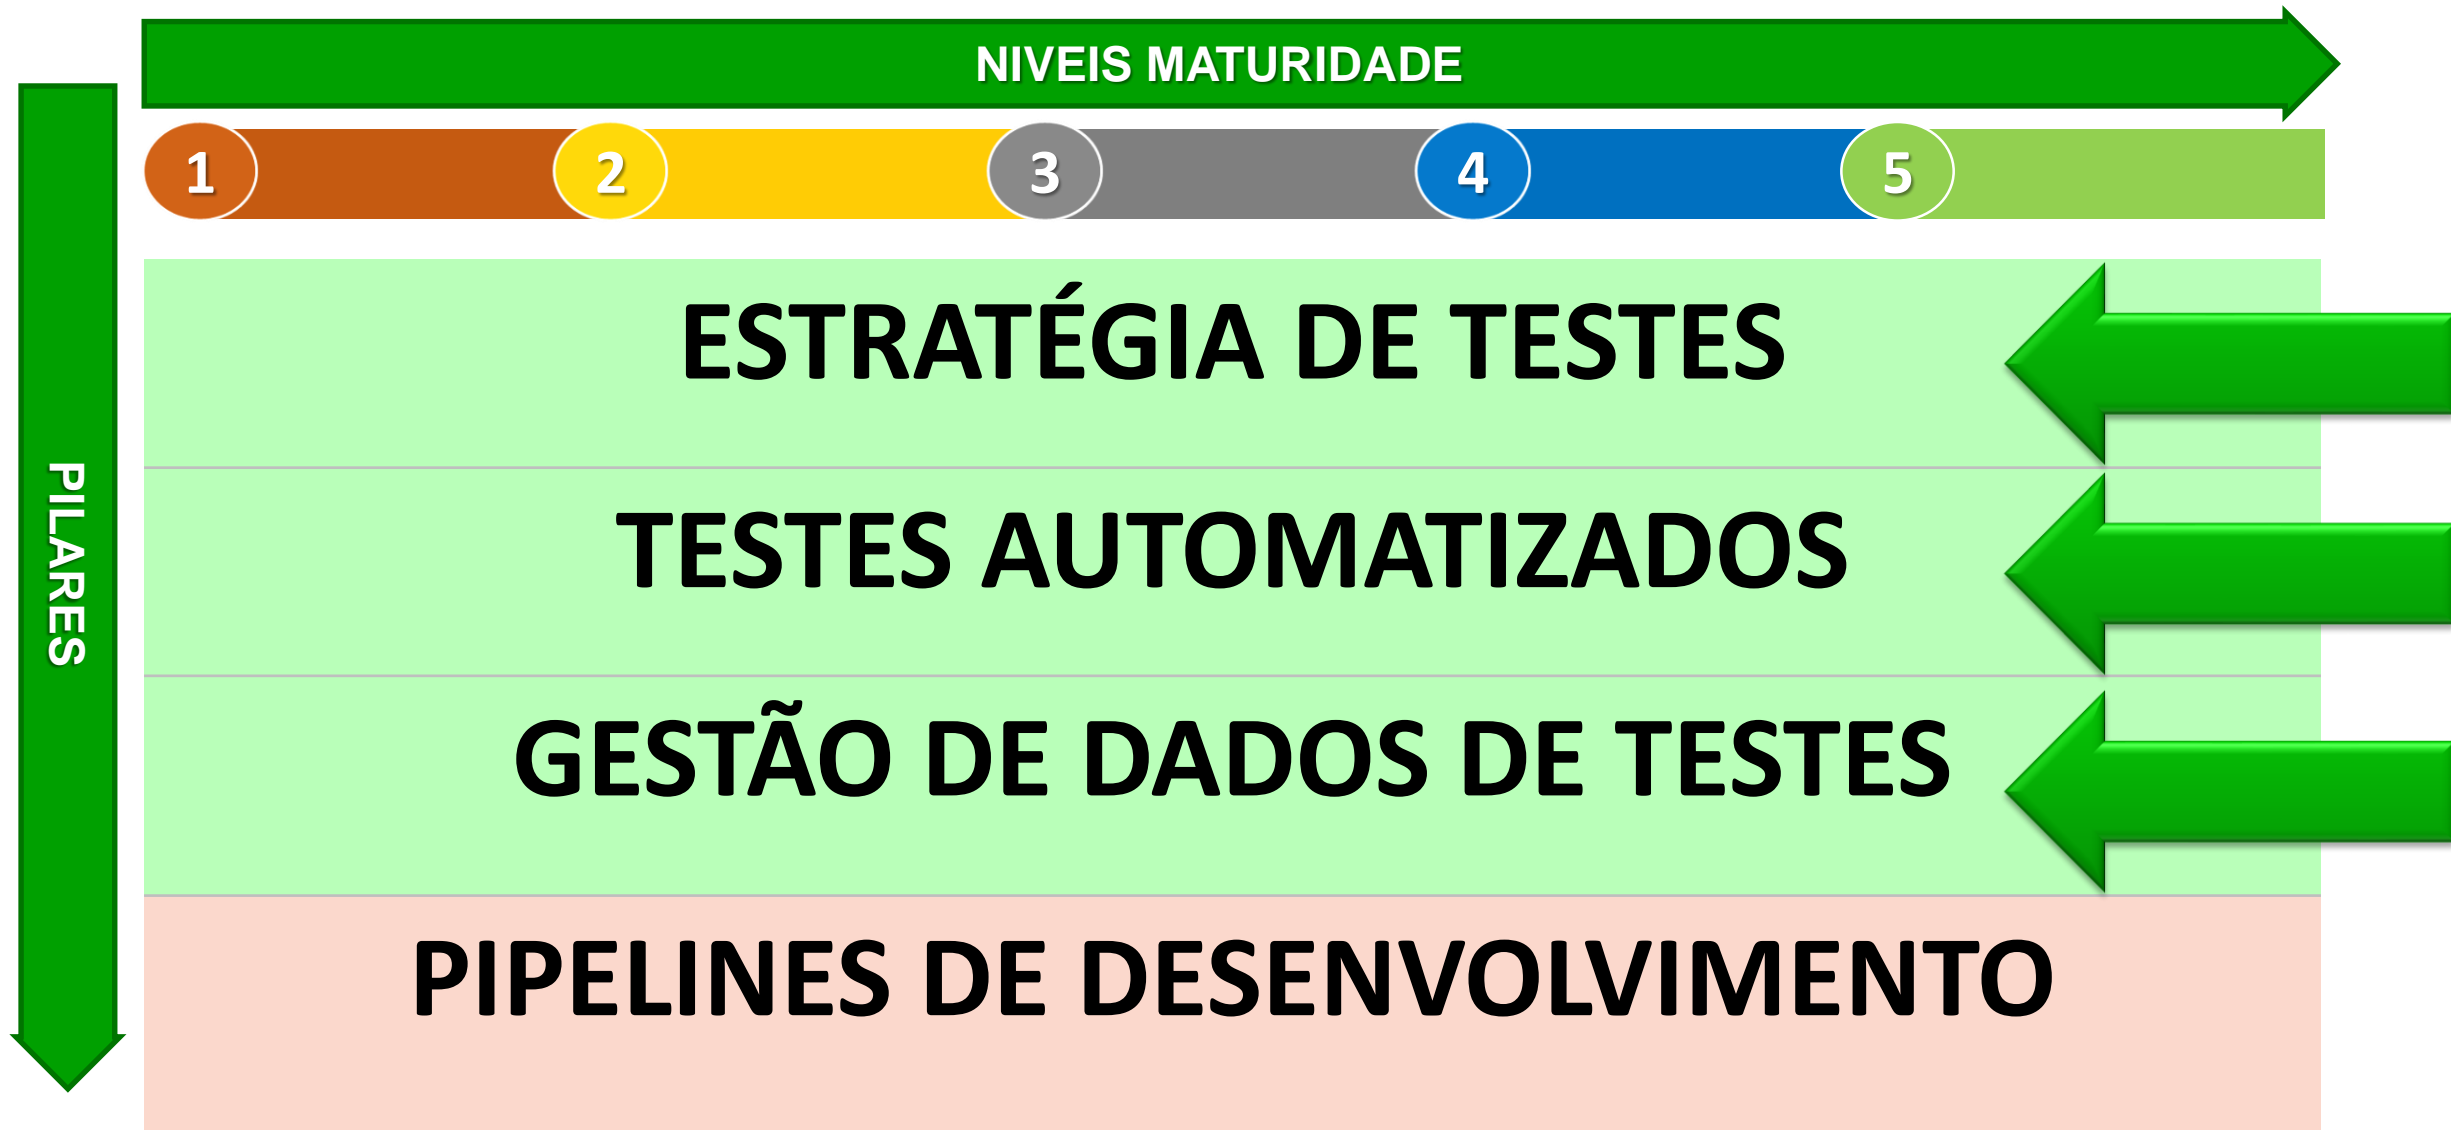 NIVEIS MATURIDADE
1 2 3 4 5
PILARES
ESTRATÉGIA DE TESTES
TESTES AUTOMATIZADOS
GESTÃO DE DADOS DE TESTES
PIPELINES DE DESENVOLVIMENTO